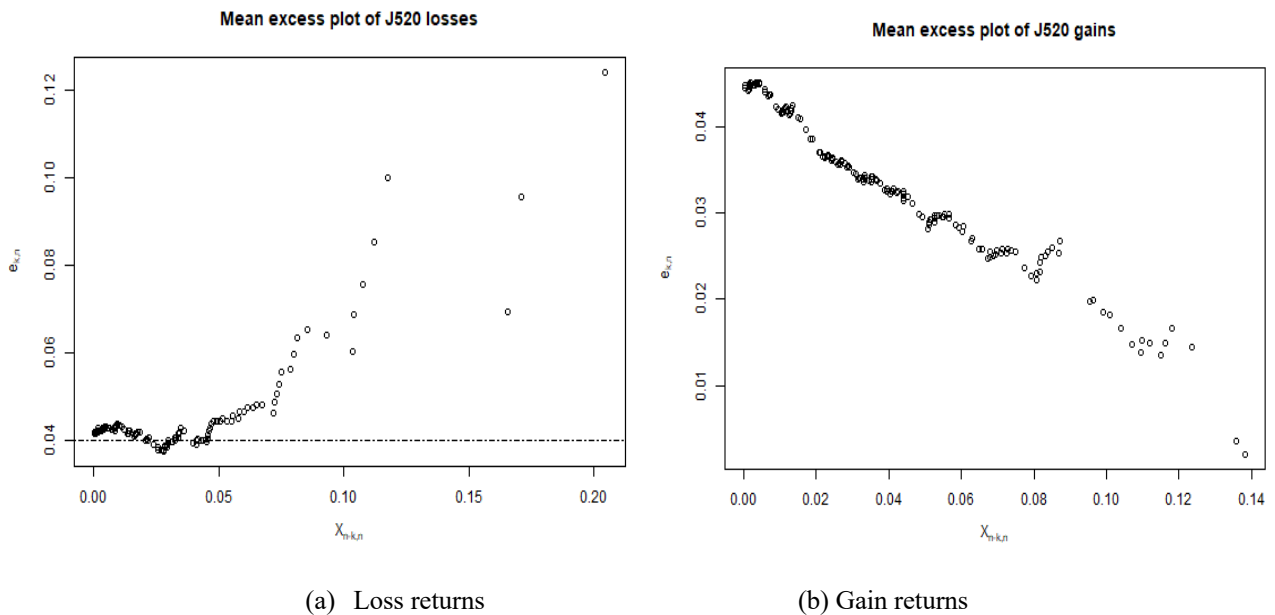 Mean excess plot of J520 losses
e_{k,n}
0.04 0.06 0.08 0.10 0.12
0.00 0.05 0.10 0.15 0.20
X_{n-k,n}
(a) Loss returns
Mean excess plot of J520 gains
e_{k,n}
0.01 0.02 0.03 0.04
0.00 0.02 0.04 0.06 0.08 0.10 0.12 0.14
X_{n-k,n}
(b) Gain returns